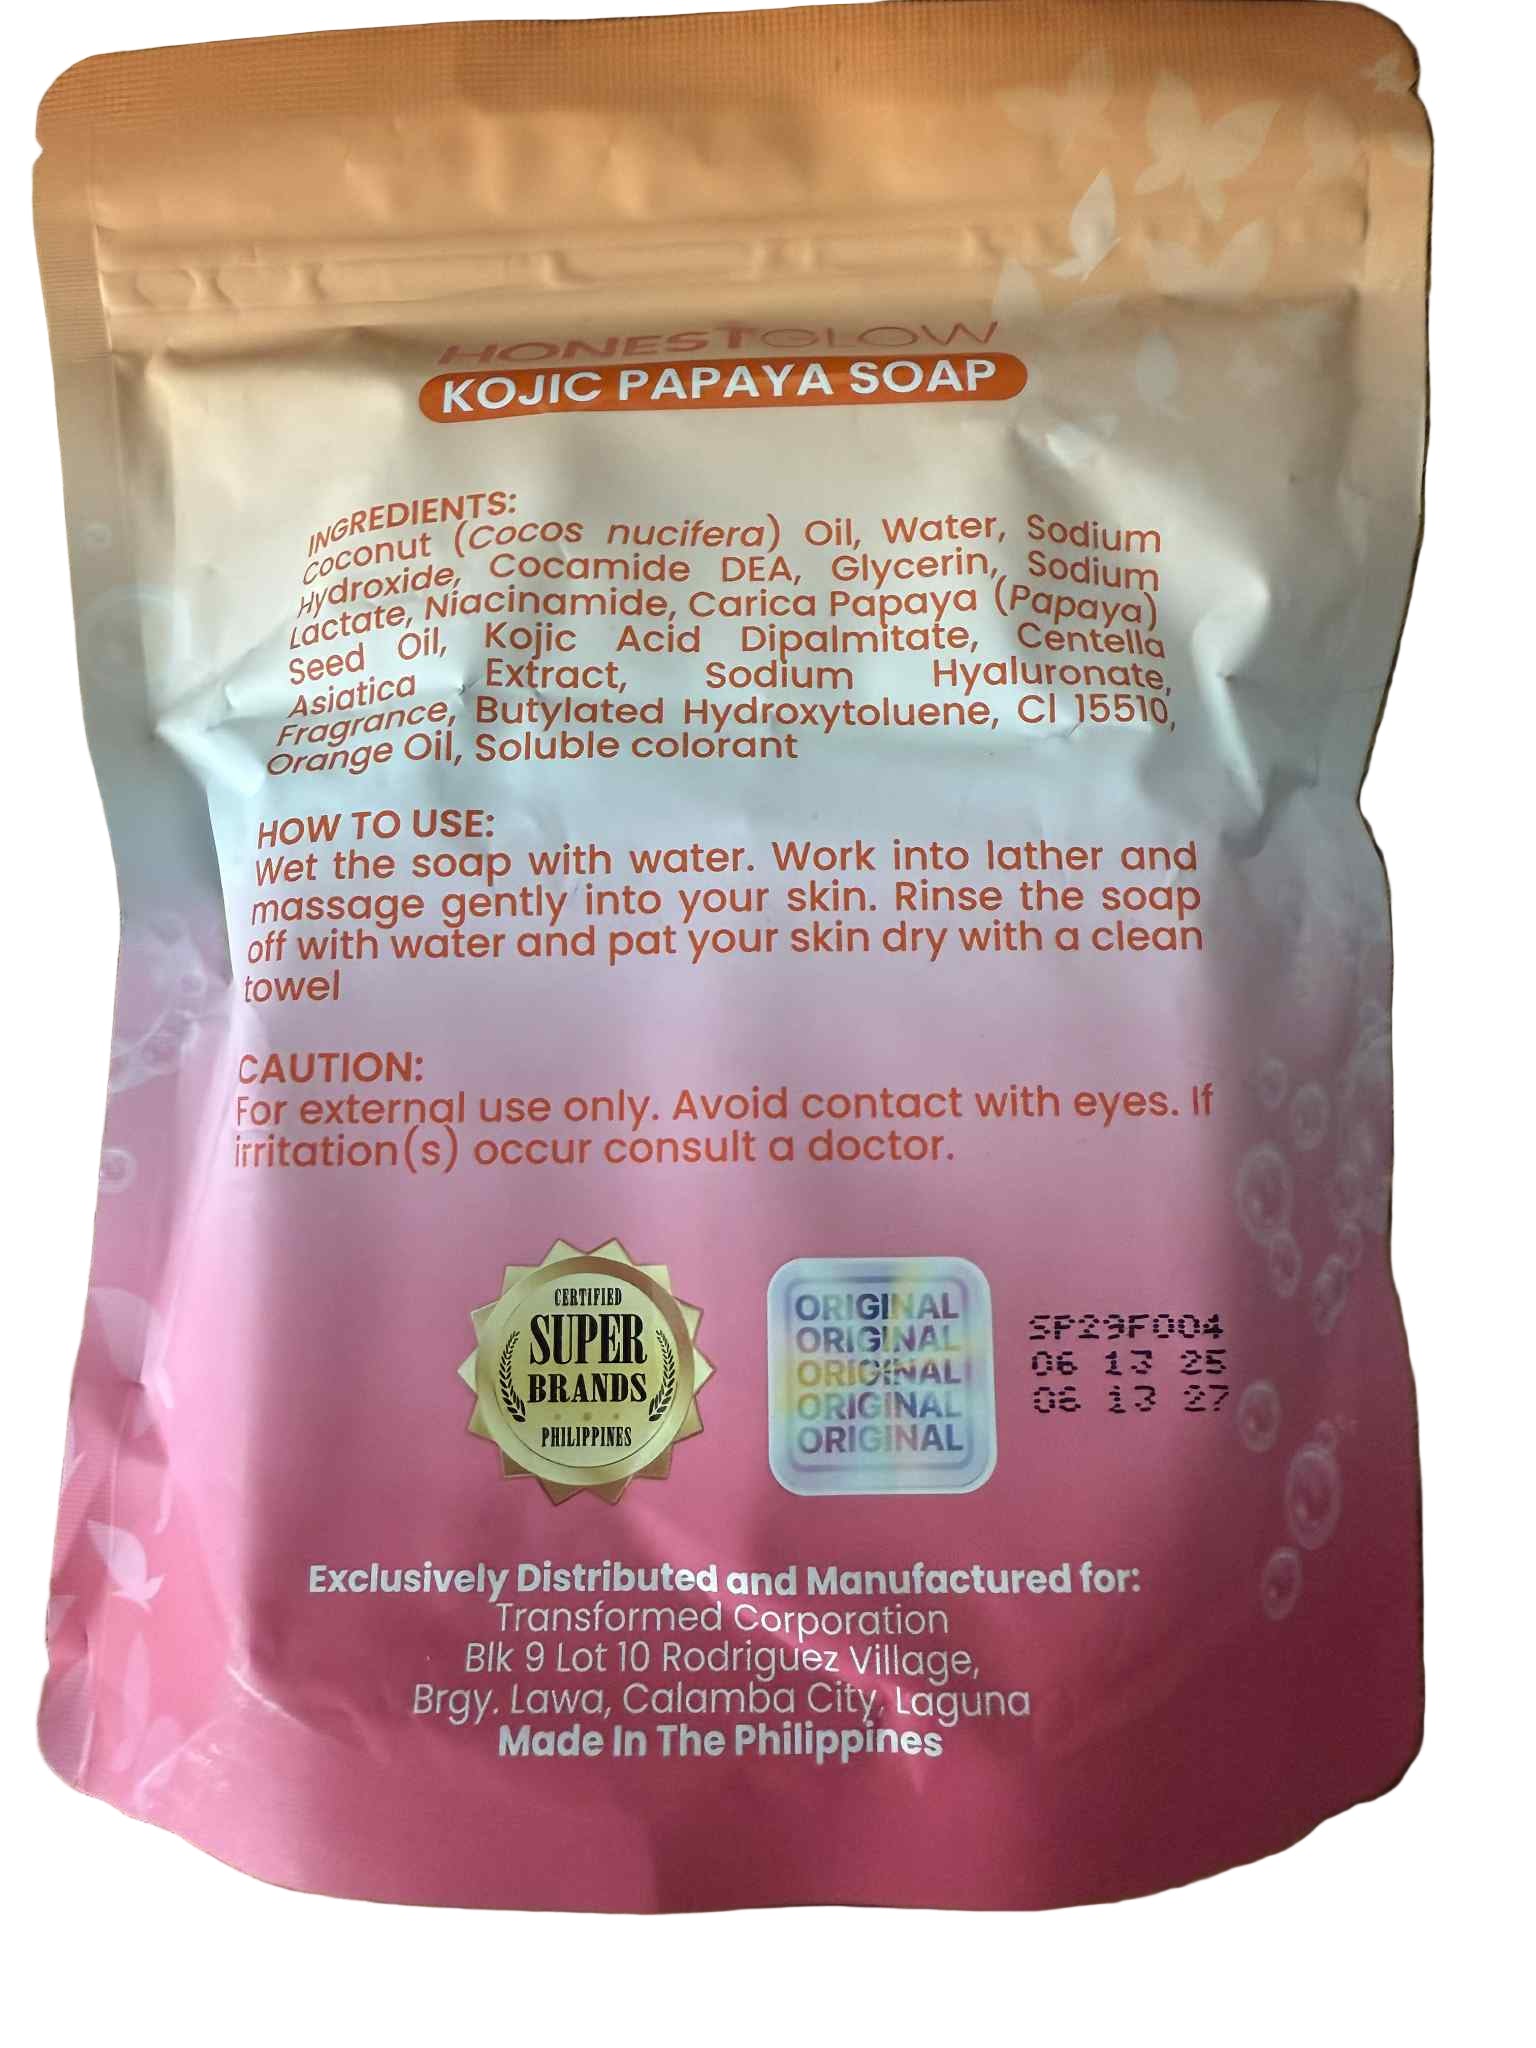 HONESTGLOW
KOJIC PAPAYA SOAP
INGREDIENTS:
Coconut (Cocos nucifera) Oil, Water, Sodium
Hydroxide, Cocamide DEA, Glycerin, Sodium
Lactate, Niacinamide, Carica Papaya (Papaya)
Seed Oil, Kojic Acid Dipalmitate, Centella
Asiatica Extract, Sodium Hyaluronate,
Fragrance, Butylated Hydroxytoluene, CI 15510,
Orange Oil, Soluble colorant
HOW TO USE:
Wet the soap with water. Work into lather and
massage gently into your skin. Rinse the soap
off with water and pat your skin dry with a clean
towel
CAUTION:
For external use only. Avoid contact with eyes. If
irritation(s) occur consult a doctor.
CERTIFIED
SUPER
BRANDS
PHILIPPINES
ORIGINAL
ORIGINAL
ORIGINAL
ORIGINAL
ORIGINAL
SP29F004
06 13 25
06 13 27
Exclusively Distributed and Manufactured for:
Transformed Corporation
Blk 9 Lot 10 Rodriguez Village,
Brgy. Lawa, Calamba City, Laguna
Made In The Philippines